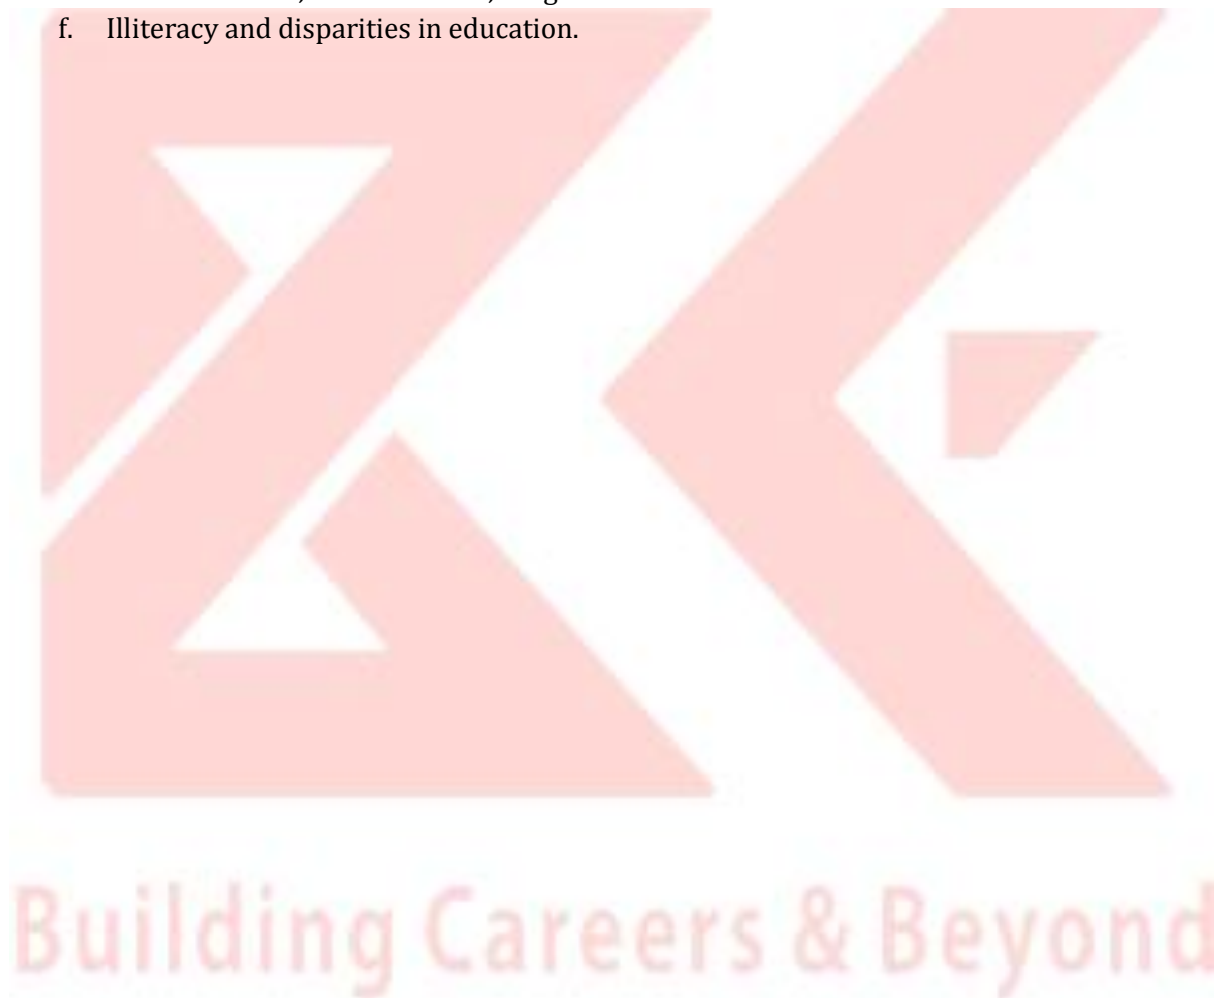 f. Illiteracy and disparities in education.
Building Careers & Beyond